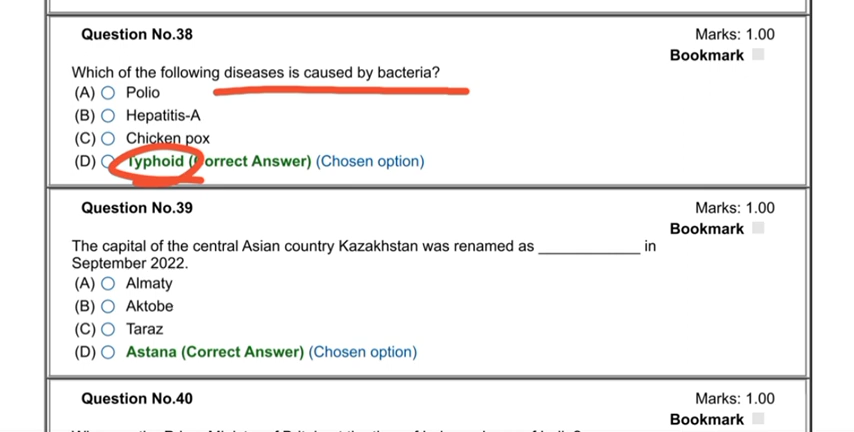 Question No.38
Marks: 1.00
Bookmark
Which of the following diseases is caused by bacteria?
(A) Polio
(B) Hepatitis-A
(C) Chicken pox
(D) Typhoid (Correct Answer) (Chosen option)
Question No.39
Marks: 1.00
Bookmark
The capital of the central Asian country Kazakhstan was renamed as ____________ in
September 2022.
(A) Almaty
(B) Aktobe
(C) Taraz
(D) Astana (Correct Answer) (Chosen option)
Question No.40
Marks: 1.00
Bookmark